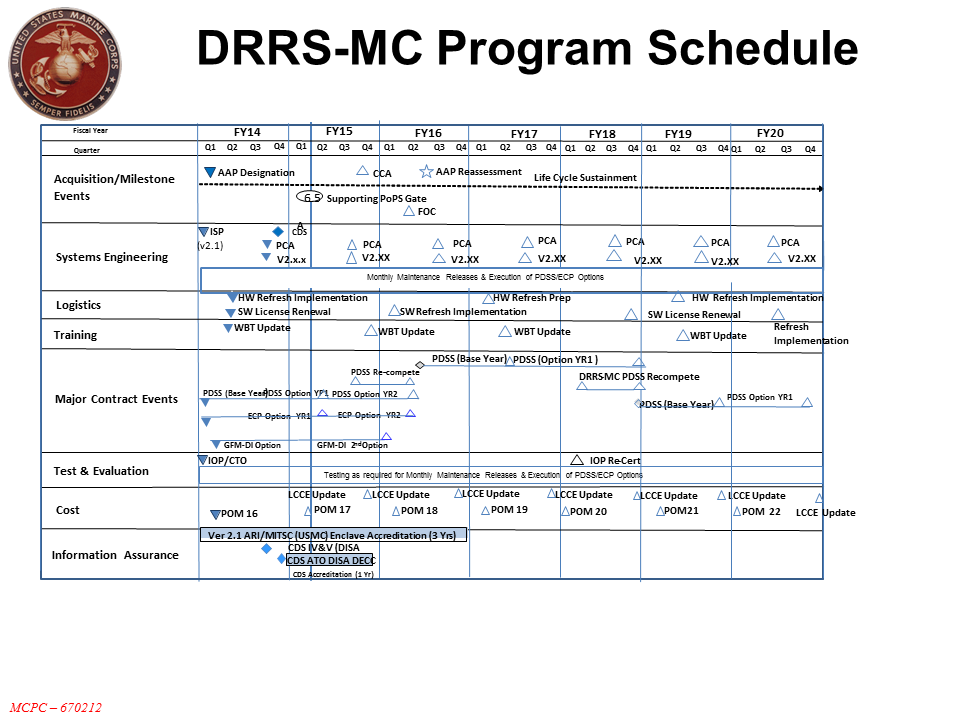 UNITED STATES MARINE CORPS
SEMPER FIDELIS
DRRS-MC Program Schedule
Fiscal Year FY14 FY15 FY16 FY17 FY18 FY19 FY20
Quarter Q1 Q2 Q3 Q4 Q1 Q2 Q3 Q4 Q1 Q2 Q3 Q4 Q1 Q2 Q3 Q4 Q1 Q2 Q3 Q4 Q1 Q2 Q3 Q4 Q1 Q2 Q3 Q4
Acquisition/Milestone
Events
AAP Designation CCA AAP Reassessment
Life Cycle Sustainment
6.5 Supporting PoPS Gate
FOC
A
Systems Engineering
ISP CDS
(v2.1) PCA PCA PCA PCA PCA PCA PCA
V2.x.x V2.XX V2.XX V2.XX V2.XX V2.XX V2.XX
Monthly Maintenance Releases & Execution of PDSS/ECP Options
Logistics
HW Refresh Implementation HW Refresh Prep HW Refresh Implementation
SW License Renewal SW Refresh Implementation SW License Renewal
Refresh
Implementation
Training
WBT Update WBT Update WBT Update WBT Update
Major Contract Events
PDSS (Base Year) PDSS (Option YR1 )
PDSS Re-compete DRRS-MC PDSS Recompete
PDSS (Base Year) PDSS Option YR1 PDSS Option YR2 PDSS (Base Year) PDSS Option YR1
ECP Option YR1 ECP Option YR2
GFM-DI Option GFM-DI 2nd Option
Test & Evaluation
IOP/CTO IOP Re-Cert
Testing as required for Monthly Maintenance Releases & Execution of PDSS/ECP Options
Cost
LCCE Update LCCE Update LCCE Update LCCE Update LCCE Update LCCE Update LCCE Update
POM 16 POM 17 POM 18 POM 19 POM 20 POM21 POM 22
Information Assurance
Ver 2.1 ARI/MITSC (USMC) Enclave Accreditation (3 Yrs)
CDS IV&V (DISA
CDS ATO DISA DECC
CDS Accreditation (1 Yr)
MCPC – 670212